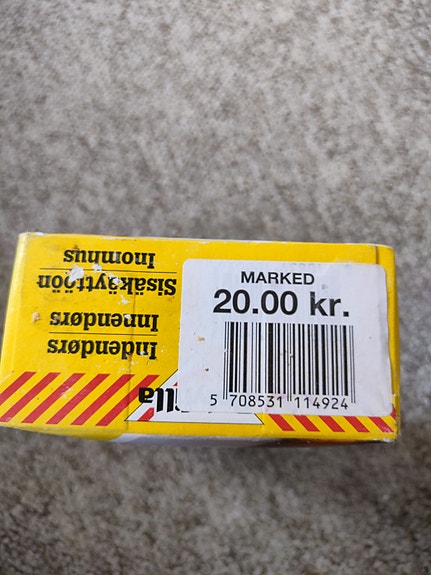 MARKED
20.00 kr.
5 708531 114924
Indendørs
Innendørs
Sisäkäyttöön
Inomhus